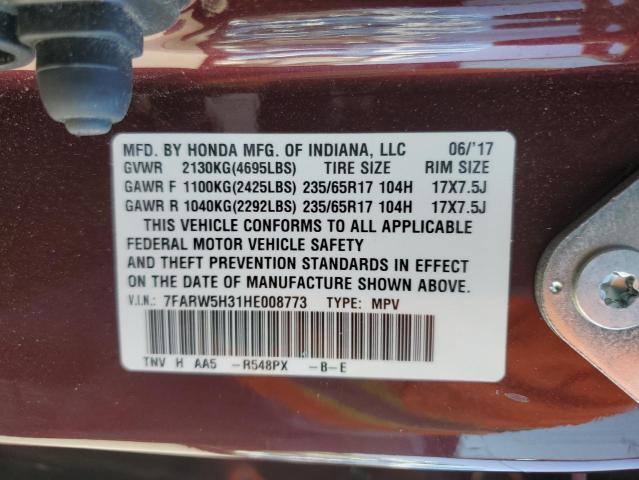 MFD. BY HONDA MFG. OF INDIANA, LLC 06/'17
GVWR 2130KG(4695LBS) TIRE SIZE RIM SIZE
GAWR F 1100KG(2425LBS) 235/65R17 104H 17X7.5J
GAWR R 1040KG(2292LBS) 235/65R17 104H 17X7.5J
THIS VEHICLE CONFORMS TO ALL APPLICABLE
FEDERAL MOTOR VEHICLE SAFETY
AND THEFT PREVENTION STANDARDS IN EFFECT
ON THE DATE OF MANUFACTURE SHOWN ABOVE.
V.I.N.: 7FARW5H31HE008773 TYPE: MPV
TNV H AA5 -R548PX -B-E